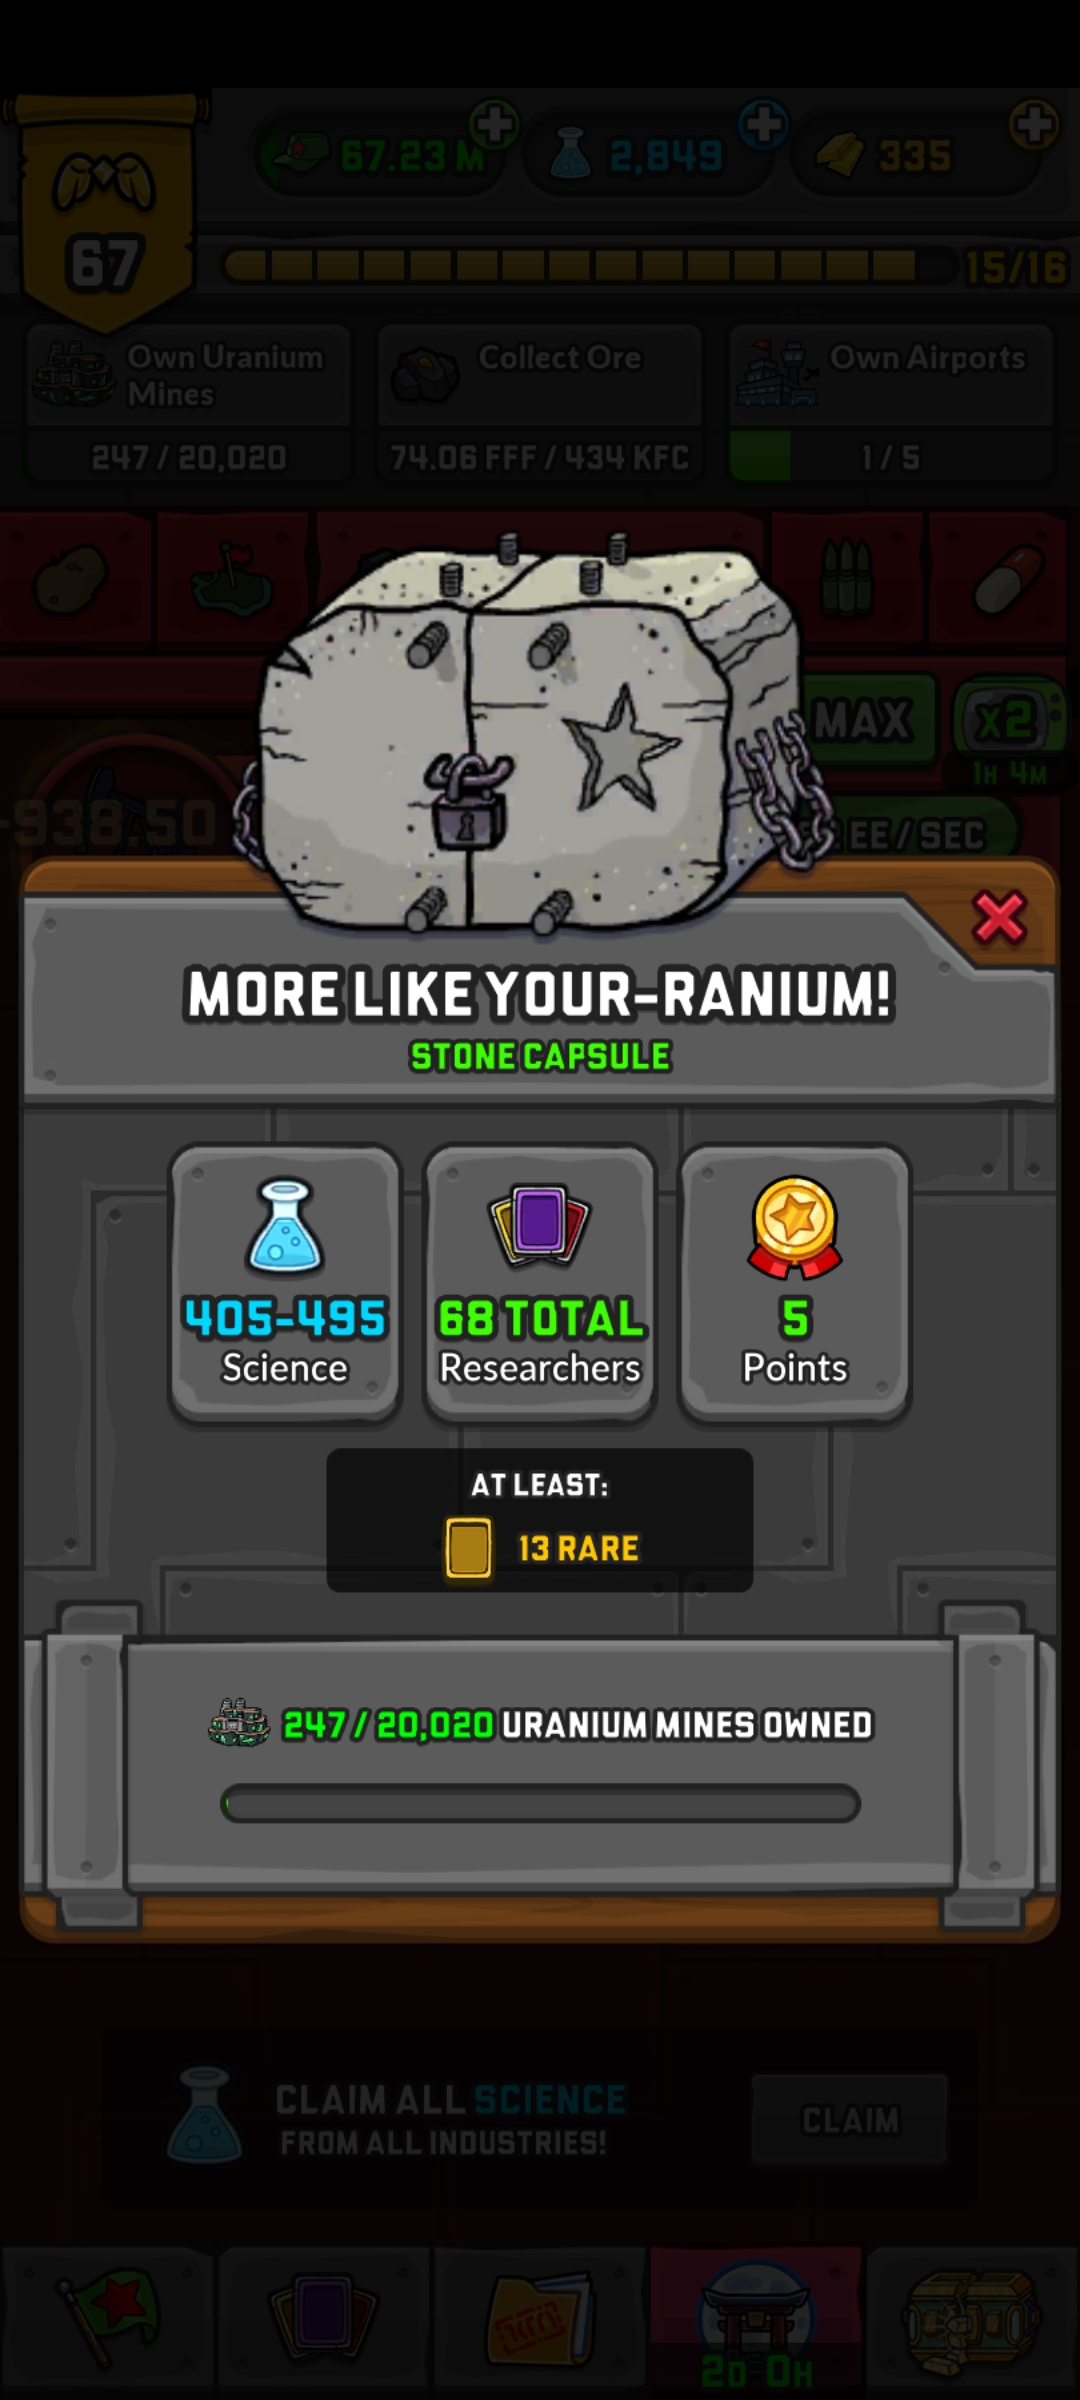 67.23 M
2,849
335
67
15/16
Own Uranium
Mines
247 / 20,020
Collect Ore
74.06 FFF / 434 KFC
Own Airports
1 / 5
MAX
x2
1H 4M
-938.50
EE/SEC
MORE LIKE YOUR-RANIUM!
STONE CAPSULE
405-495
Science
68 TOTAL
Researchers
5
Points
AT LEAST:
13 RARE
247 / 20,020 URANIUM MINES OWNED
CLAIM ALL SCIENCE
FROM ALL INDUSTRIES!
CLAIM
2D 0H